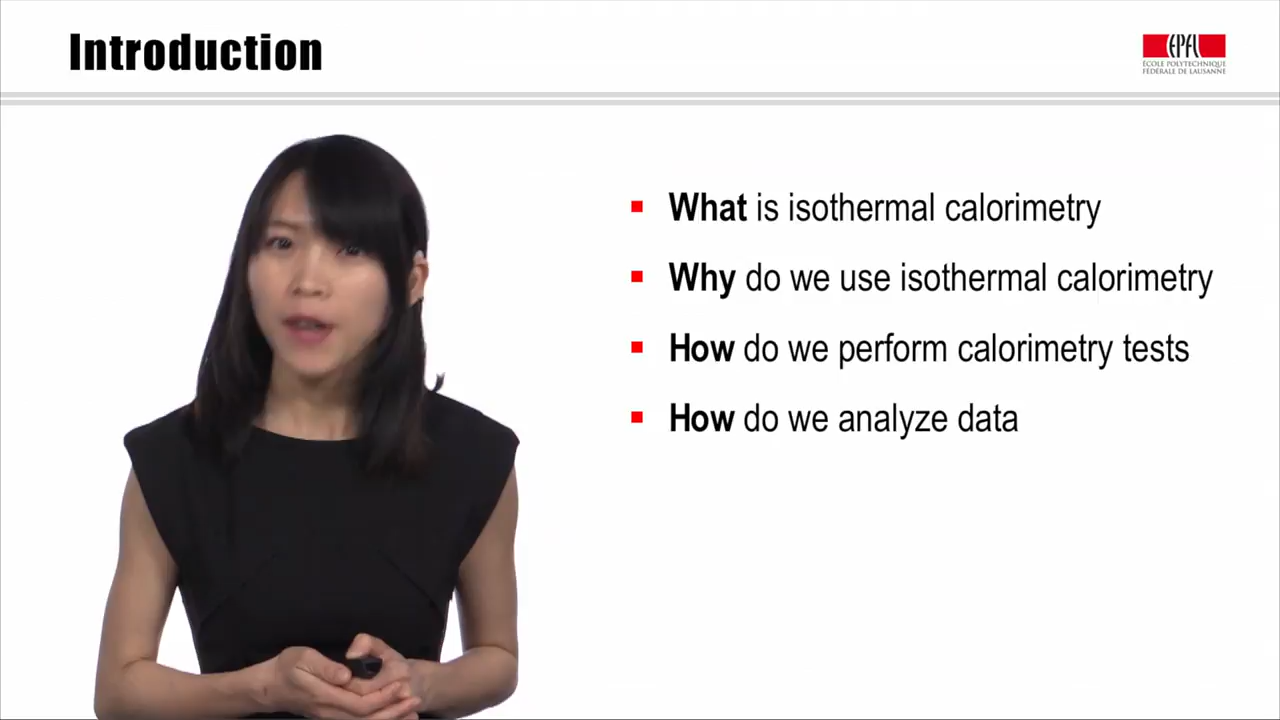 Introduction
EPFL
ÉCOLE POLYTECHNIQUE
FÉDÉRALE DE LAUSANNE
What is isothermal calorimetry
Why do we use isothermal calorimetry
How do we perform calorimetry tests
How do we analyze data